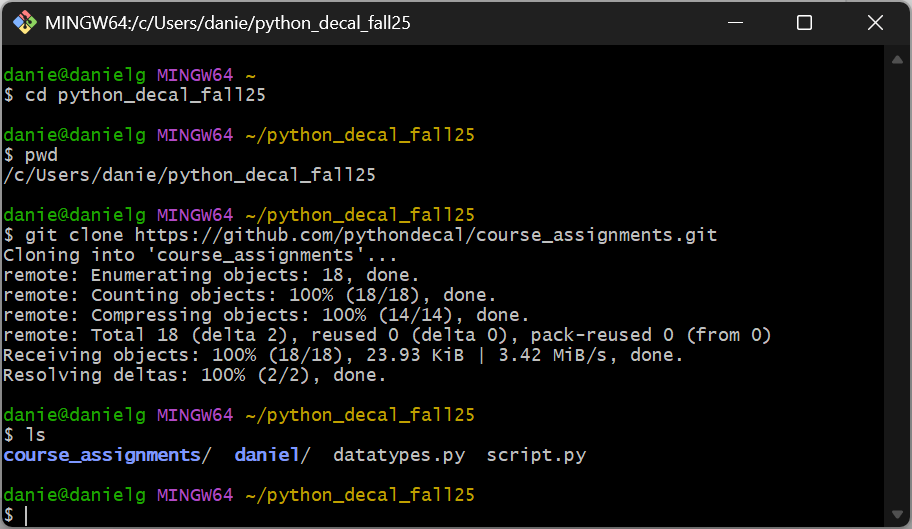 MINGW64:/c/Users/danie/python_decal_fall25
danie@danielg MINGW64 ~
$ cd python_decal_fall25
danie@danielg MINGW64 ~/python_decal_fall25
$ pwd
/c/Users/danie/python_decal_fall25
danie@danielg MINGW64 ~/python_decal_fall25
$ git clone https://github.com/pythondecal/course_assignments.git
Cloning into 'course_assignments'...
remote: Enumerating objects: 18, done.
remote: Counting objects: 100% (18/18), done.
remote: Compressing objects: 100% (14/14), done.
remote: Total 18 (delta 2), reused 0 (delta 0), pack-reused 0 (from 0)
Receiving objects: 100% (18/18), 23.93 KiB | 3.42 MiB/s, done.
Resolving deltas: 100% (2/2), done.
danie@danielg MINGW64 ~/python_decal_fall25
$ ls
course_assignments/  daniel/  datatypes.py  script.py
danie@danielg MINGW64 ~/python_decal_fall25
$